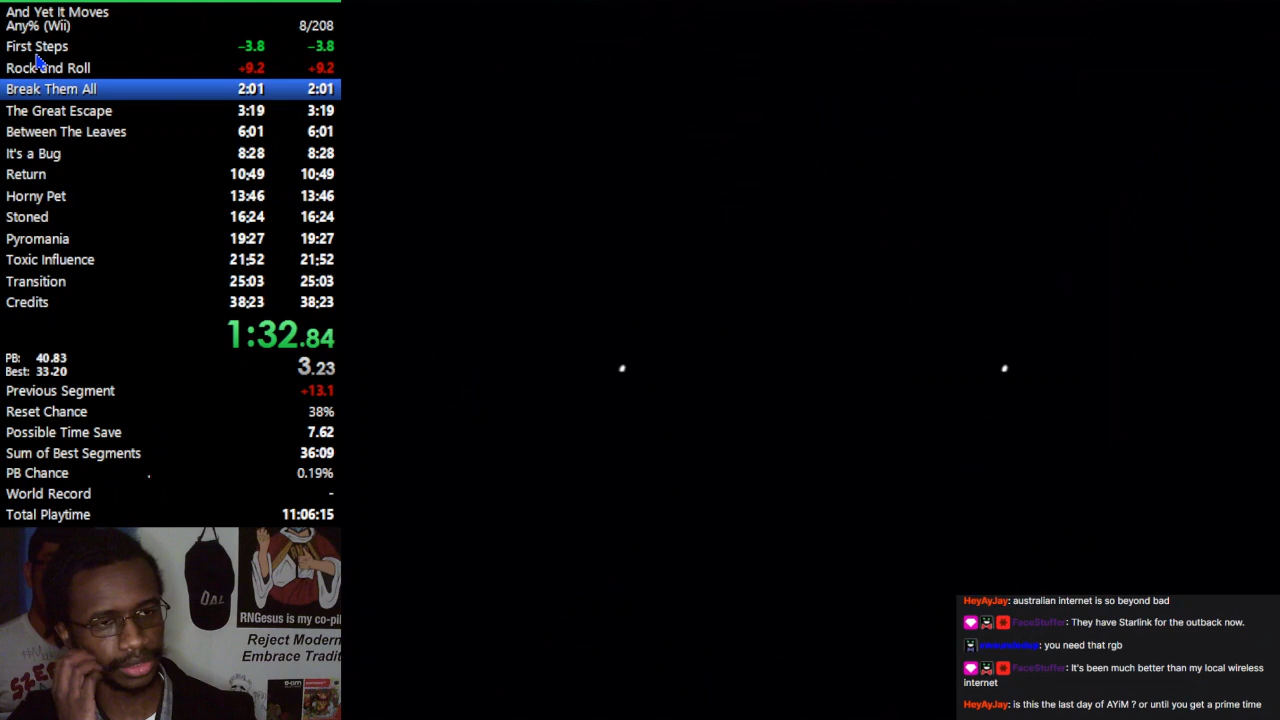 And Yet It Moves
Any% (Wii) 8/208
First Steps −3.8 −3.8
Rock and Roll +9.2 +9.2
Break Them All 2:01 2:01
The Great Escape 3:19 3:19
Between The Leaves 6:01 6:01
It's a Bug 8:28 8:28
Return 10:49 10:49
Horny Pet 13:46 13:46
Stoned 16:24 16:24
Pyromania 19:27 19:27
Toxic Influence 21:52 21:52
Transition 25:03 25:03
Credits 38:23 38:23
1:32.84
PB: 40.83
Best: 33.20 3.23
Previous Segment +13.1
Reset Chance 38%
Possible Time Save 7.62
Sum of Best Segments 36:09
PB Chance 0.19%
World Record -
Total Playtime 11:06:15
RNGesus is my co-pil
Reject Modern
Embrace Tradit
HeyAyJay: australian internet is so beyond bad
FaceStuffer: They have Starlink for the outback now.
: you need that rgb
FaceStuffer: It's been much better than my local wireless
internet
HeyAyJay: is this the last day of AYiM ? or until you get a prime time